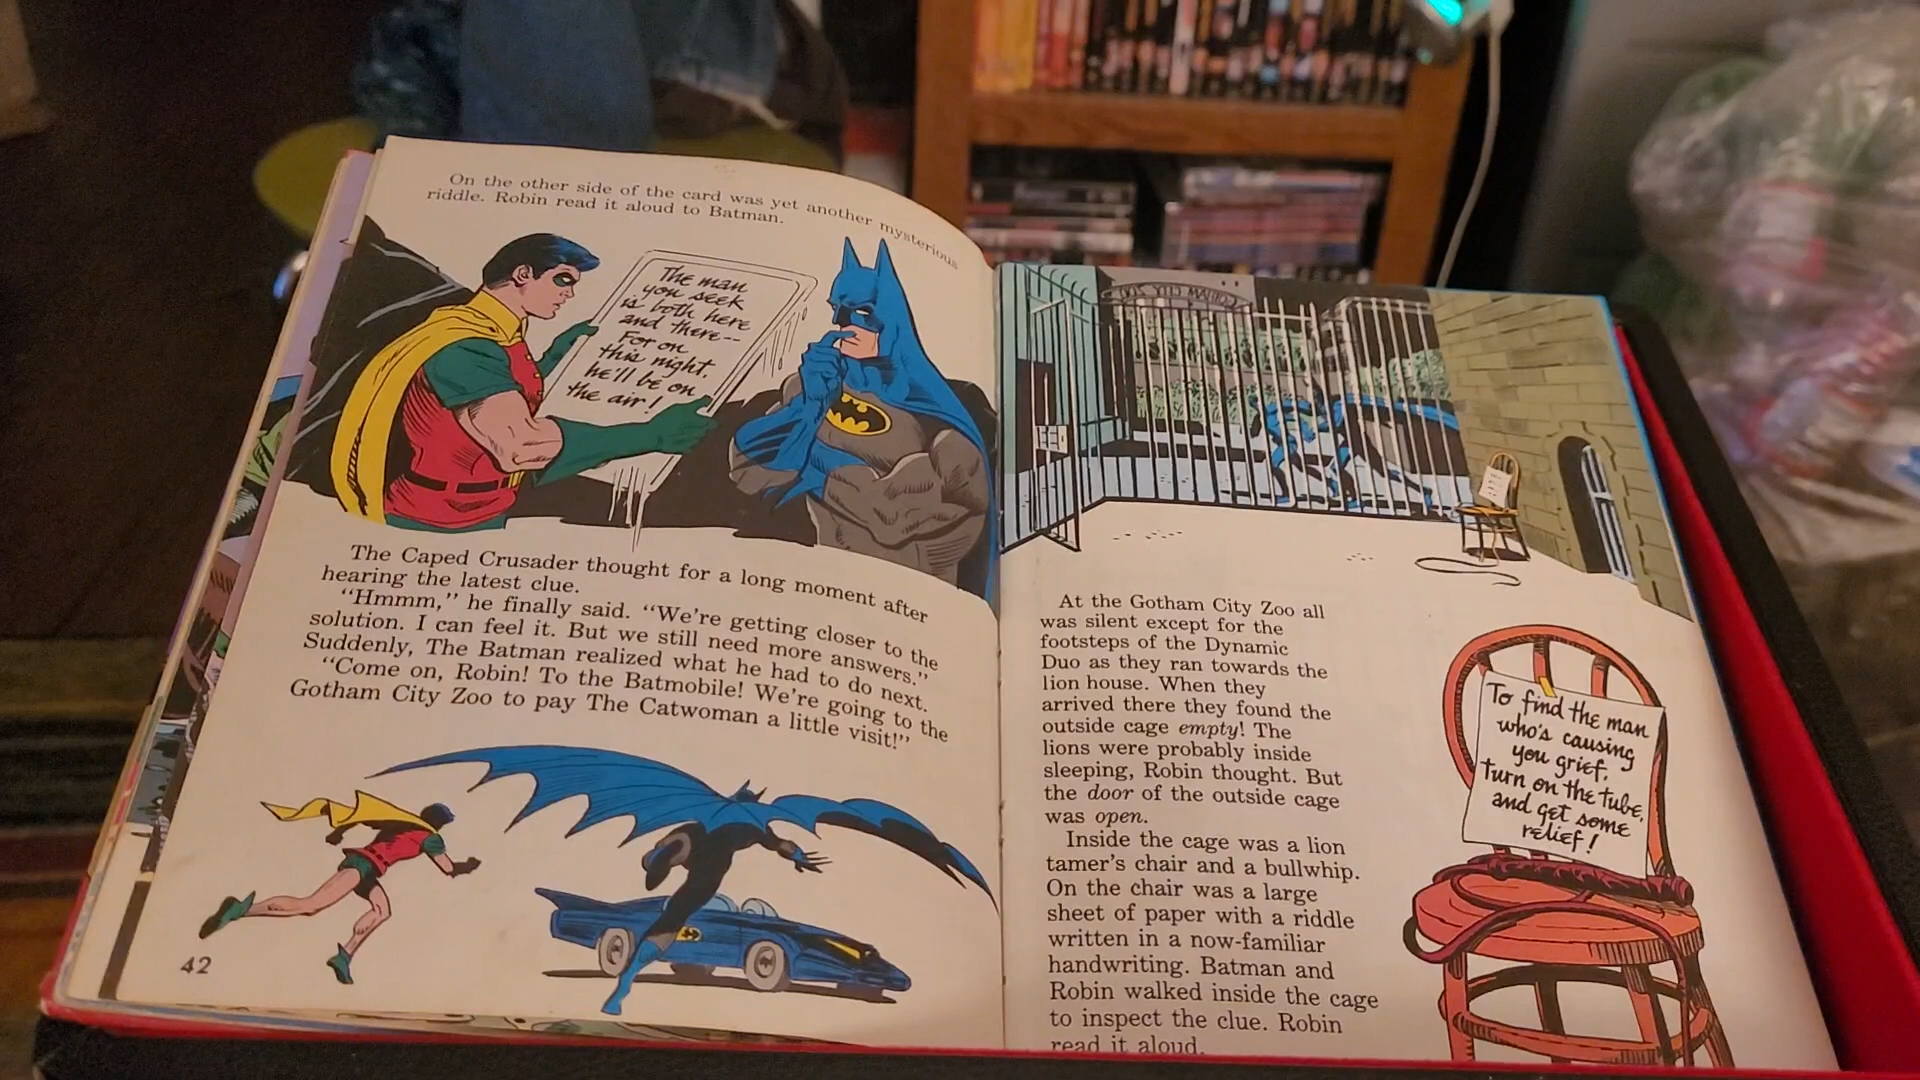 On the other side of the card was yet another mysterious
riddle. Robin read it aloud to Batman.
The man
you seek
is both here
and there--
For on
this night,
he'll be on
the air!
The Caped Crusader thought for a long moment after
hearing the latest clue.
"Hmmm," he finally said. "We're getting closer to the
solution. I can feel it. But we still need more answers."
Suddenly, The Batman realized what he had to do next.
"Come on, Robin! To the Batmobile! We're going to the
Gotham City Zoo to pay The Catwoman a little visit!"
42
GOTHAM CITY ZOO
At the Gotham City Zoo all
was silent except for the
footsteps of the Dynamic
Duo as they ran towards the
lion house. When they
arrived there they found the
outside cage empty! The
lions were probably inside
sleeping, Robin thought. But
the door of the outside cage
was open.
Inside the cage was a lion
tamer's chair and a bullwhip.
On the chair was a large
sheet of paper with a riddle
written in a now-familiar
handwriting. Batman and
Robin walked inside the cage
to inspect the clue. Robin
read it aloud.
To find the man
who's causing
you grief,
turn on the tube,
and get some
relief!